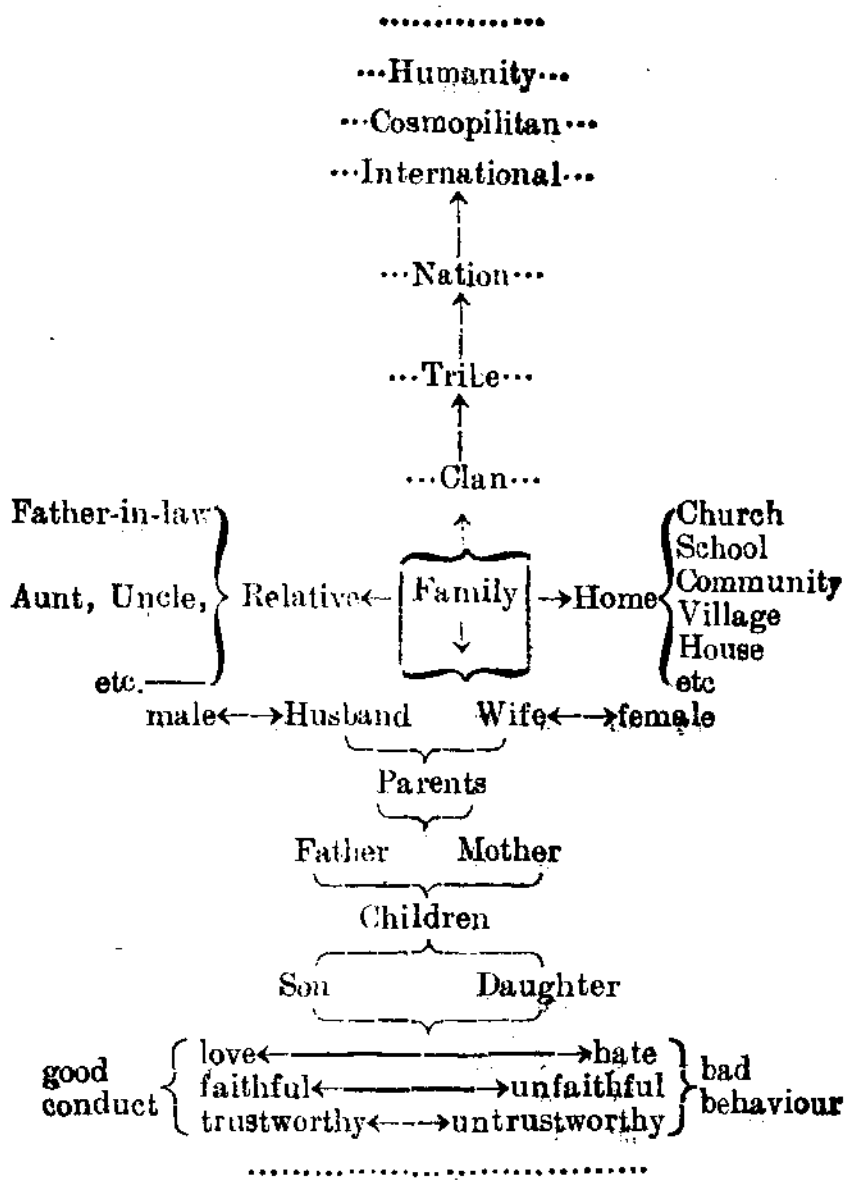 ...Humanity...
...Cosmopilitan...
...International...
...Nation...
...Tribe...
...Clan...
Father-in-law
Aunt, Uncle,
etc.
Relative
Family
Home
Church
School
Community
Village
House
etc
male Husband Wife female
Parents
Father Mother
Children
Son Daughter
good
conduct
love hate
faithful unfaithful
trustworthy untrustworthy
bad
behaviour